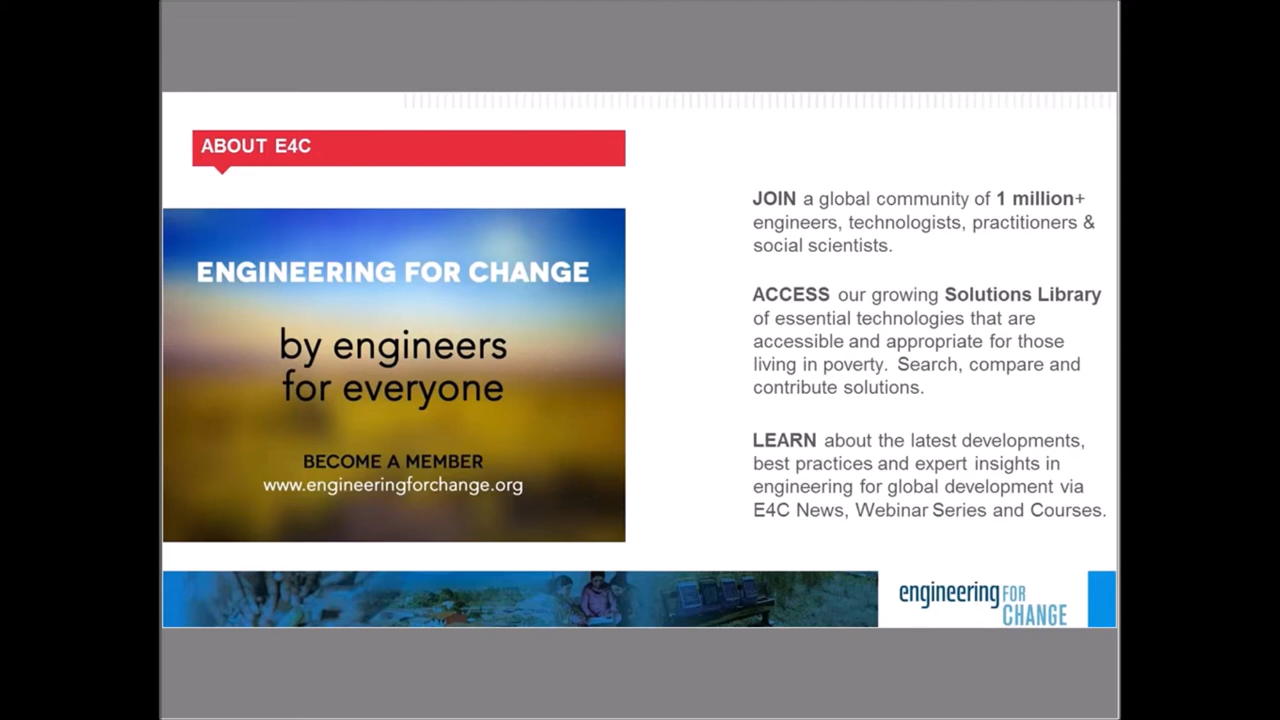 ABOUT E4C
ENGINEERING FOR CHANGE
by engineers
for everyone
BECOME A MEMBER
www.engineeringforchange.org
JOIN a global community of 1 million+
engineers, technologists, practitioners &
social scientists.
ACCESS our growing Solutions Library
of essential technologies that are
accessible and appropriate for those
living in poverty. Search, compare and
contribute solutions.
LEARN about the latest developments,
best practices and expert insights in
engineering for global development via
E4C News, Webinar Series and Courses.
engineering FOR
CHANGE